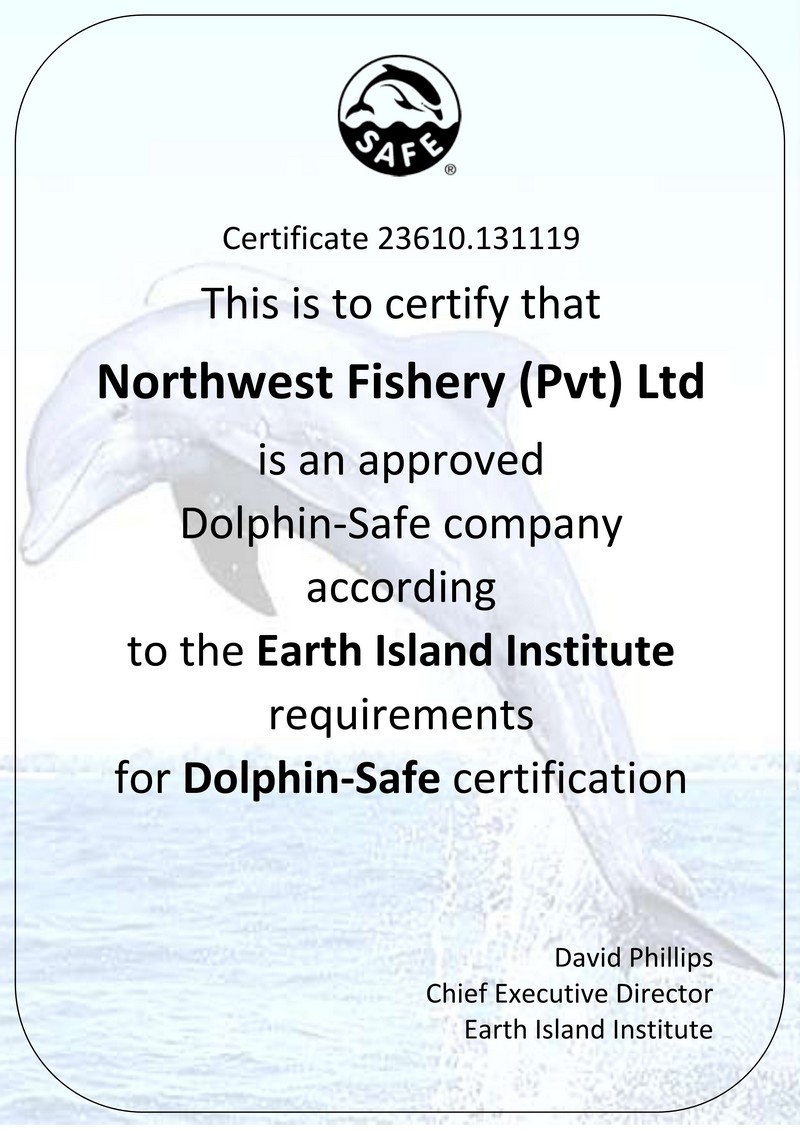 SAFE
®
Certificate 23610.131119
This is to certify that
Northwest Fishery (Pvt) Ltd
is an approved
Dolphin-Safe company
according
to the Earth Island Institute
requirements
for Dolphin-Safe certification
David Phillips
Chief Executive Director
Earth Island Institute